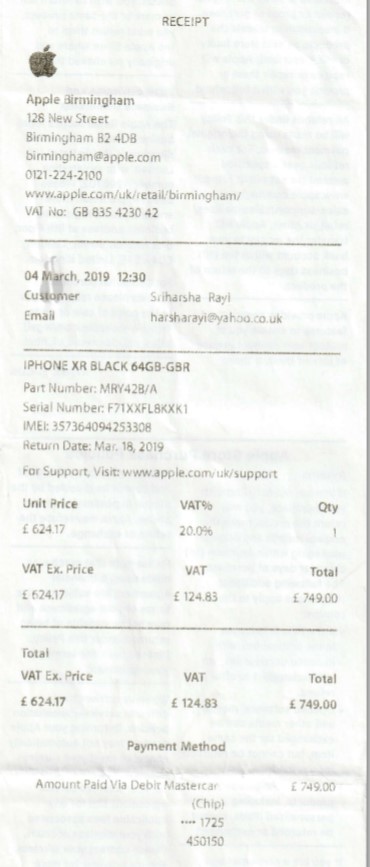 RECEIPT
Apple Birmingham
128 New Street
Birmingham B2 4DB
birmingham@apple.com
0121-224-2100
www.apple.com/uk/retail/birmingham/
VAT No: GB 835 4230 42
04 March, 2019 12:30
Customer Sriharsha Rayi
Email harsharayi@yahoo.co.uk
IPHONE XR BLACK 64GB-GBR
Part Number: MRY42B/A
Serial Number: F71XXFL8KXK1
IMEI: 357364094253308
Return Date: Mar. 18, 2019
For Support, Visit: www.apple.com/uk/support
Unit Price VAT% Qty
£ 624.17 20.0% 1
VAT Ex. Price VAT Total
£ 624.17 £ 124.83 £ 749.00
Total
VAT Ex. Price VAT Total
£ 624.17 £ 124.83 £ 749.00
Payment Method
Amount Paid Via Debit Mastercar £ 749.00
(Chip)
•••• 1725
450150